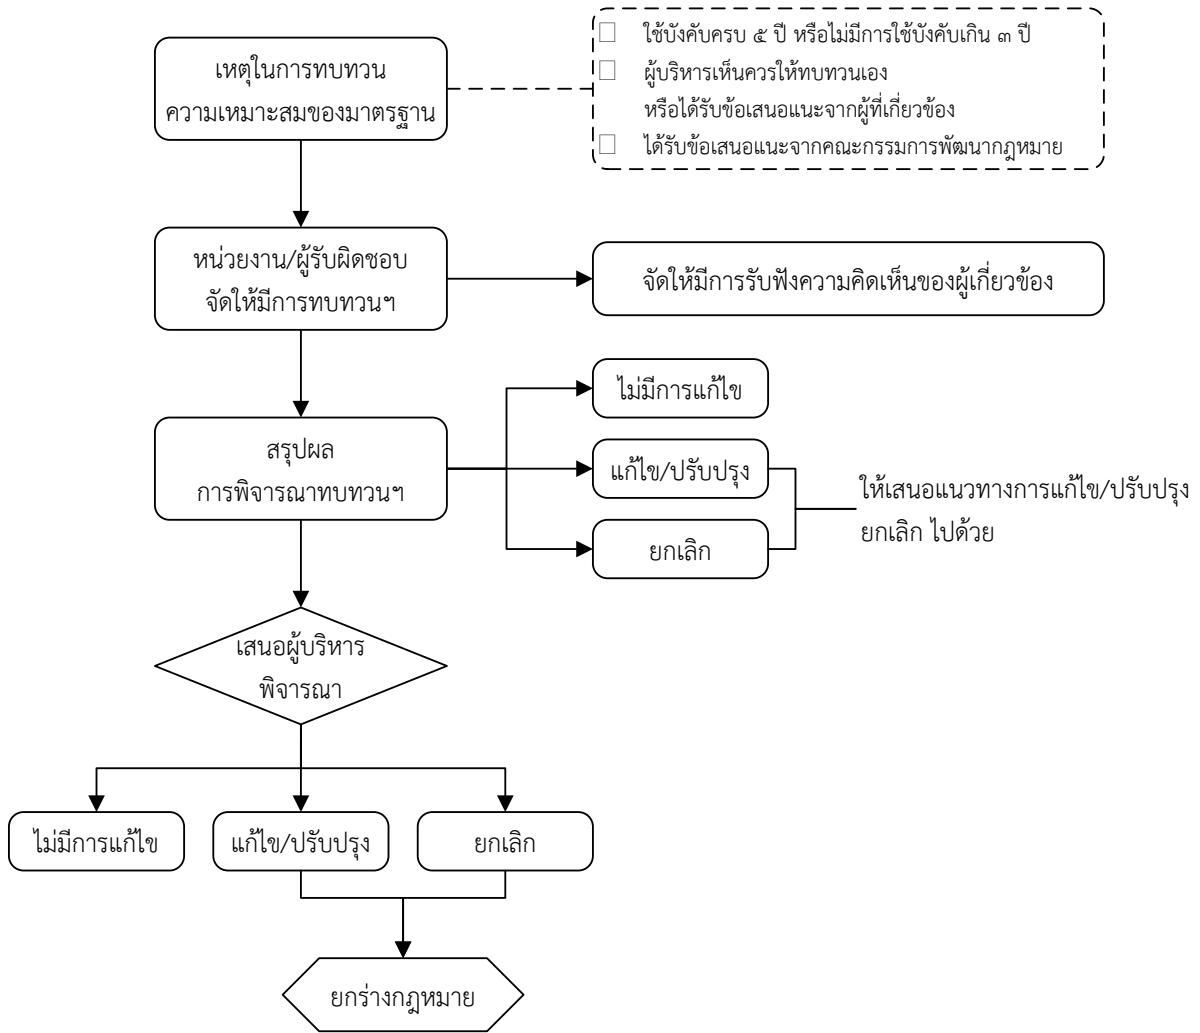 เหตุในการทบทวน
ความเหมาะสมของมาตรฐาน
ใช้บังคับครบ ๕ ปี หรือไม่มีการใช้บังคับเกิน ๓ ปี
ผู้บริหารเห็นควรให้ทบทวนเอง
หรือได้รับข้อเสนอแนะจากผู้ที่เกี่ยวข้อง
ได้รับข้อเสนอแนะจากคณะกรรมการพัฒนากฎหมาย
หน่วยงาน/ผู้รับผิดชอบ
จัดให้มีการทบทวนฯ
จัดให้มีการรับฟังความคิดเห็นของผู้เกี่ยวข้อง
สรุปผล
การพิจารณาทบทวนฯ
ไม่มีการแก้ไข
แก้ไข/ปรับปรุง
ยกเลิก
ให้เสนอแนวทางการแก้ไข/ปรับปรุง
ยกเลิก ไปด้วย
เสนอผู้บริหาร
พิจารณา
ไม่มีการแก้ไข
แก้ไข/ปรับปรุง
ยกเลิก
ยกร่างกฎหมาย